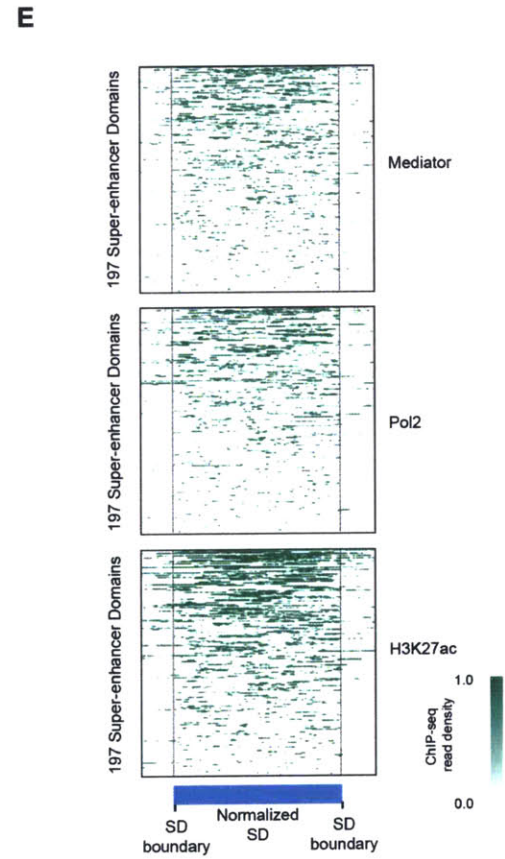 E
197 Super-enhancer Domains
Mediator
197 Super-enhancer Domains
Pol2
197 Super-enhancer Domains
H3K27ac
ChIP-seq
read density
1.0
0.0
Normalized
SD
SD
boundary
SD
boundary